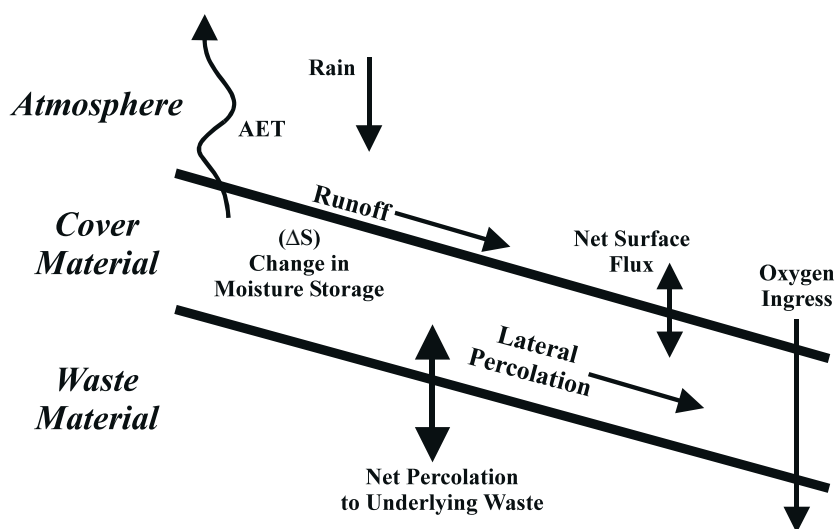 Rain
Atmosphere
AET
Runoff
Cover
Material
(ΔS)
Change in
Moisture Storage
Net Surface
Flux
Oxygen
Ingress
Lateral
Percolation
Waste
Material
Net Percolation
to Underlying Waste